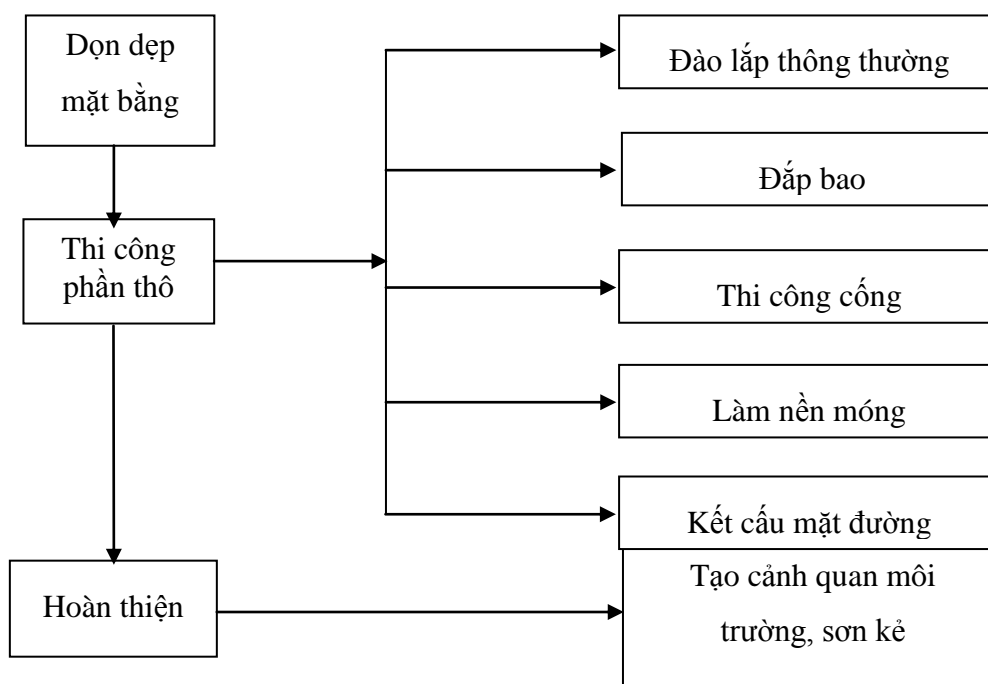 Dọn dẹp
mặt bằng
Thi công
phần thô
Hoàn thiện
Đào lắp thông thường
Đắp bao
Thi công cống
Làm nền móng
Kết cấu mặt đường
Tạo cảnh quan môi
trường, sơn kẻ